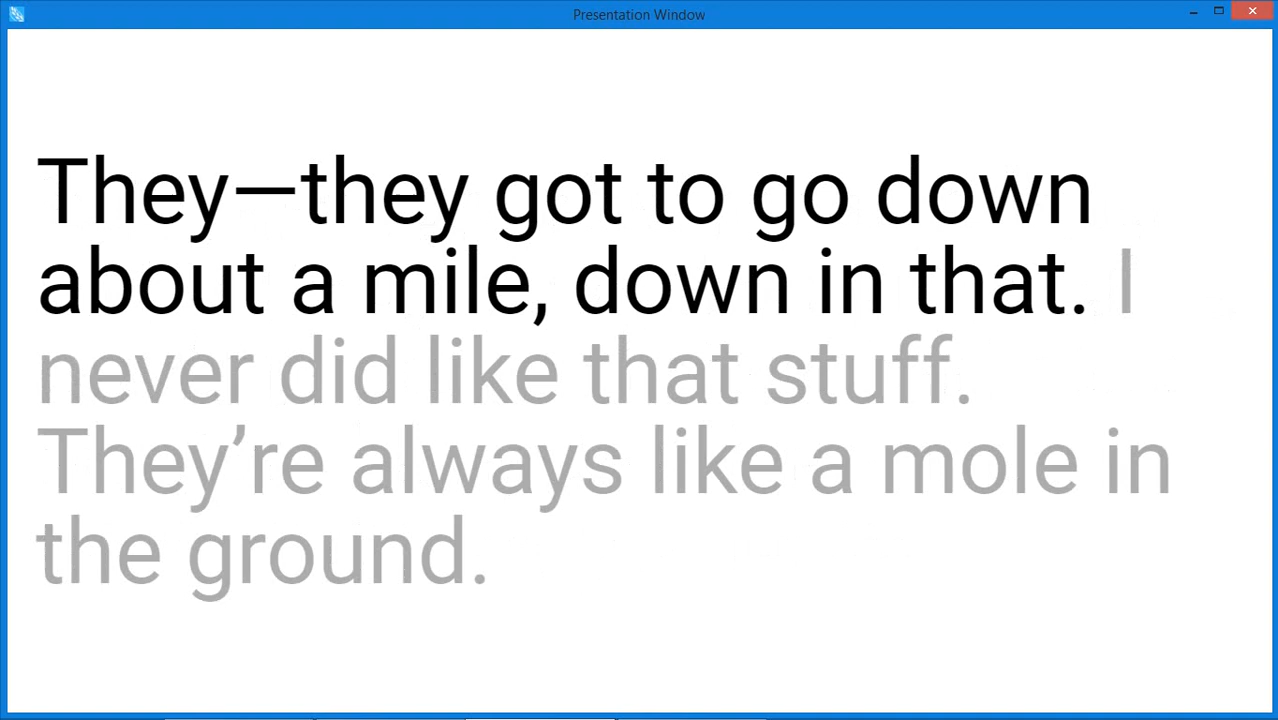 Presentation Window
They—they got to go down
about a mile, down in that. I
never did like that stuff.
They’re always like a mole in
the ground.